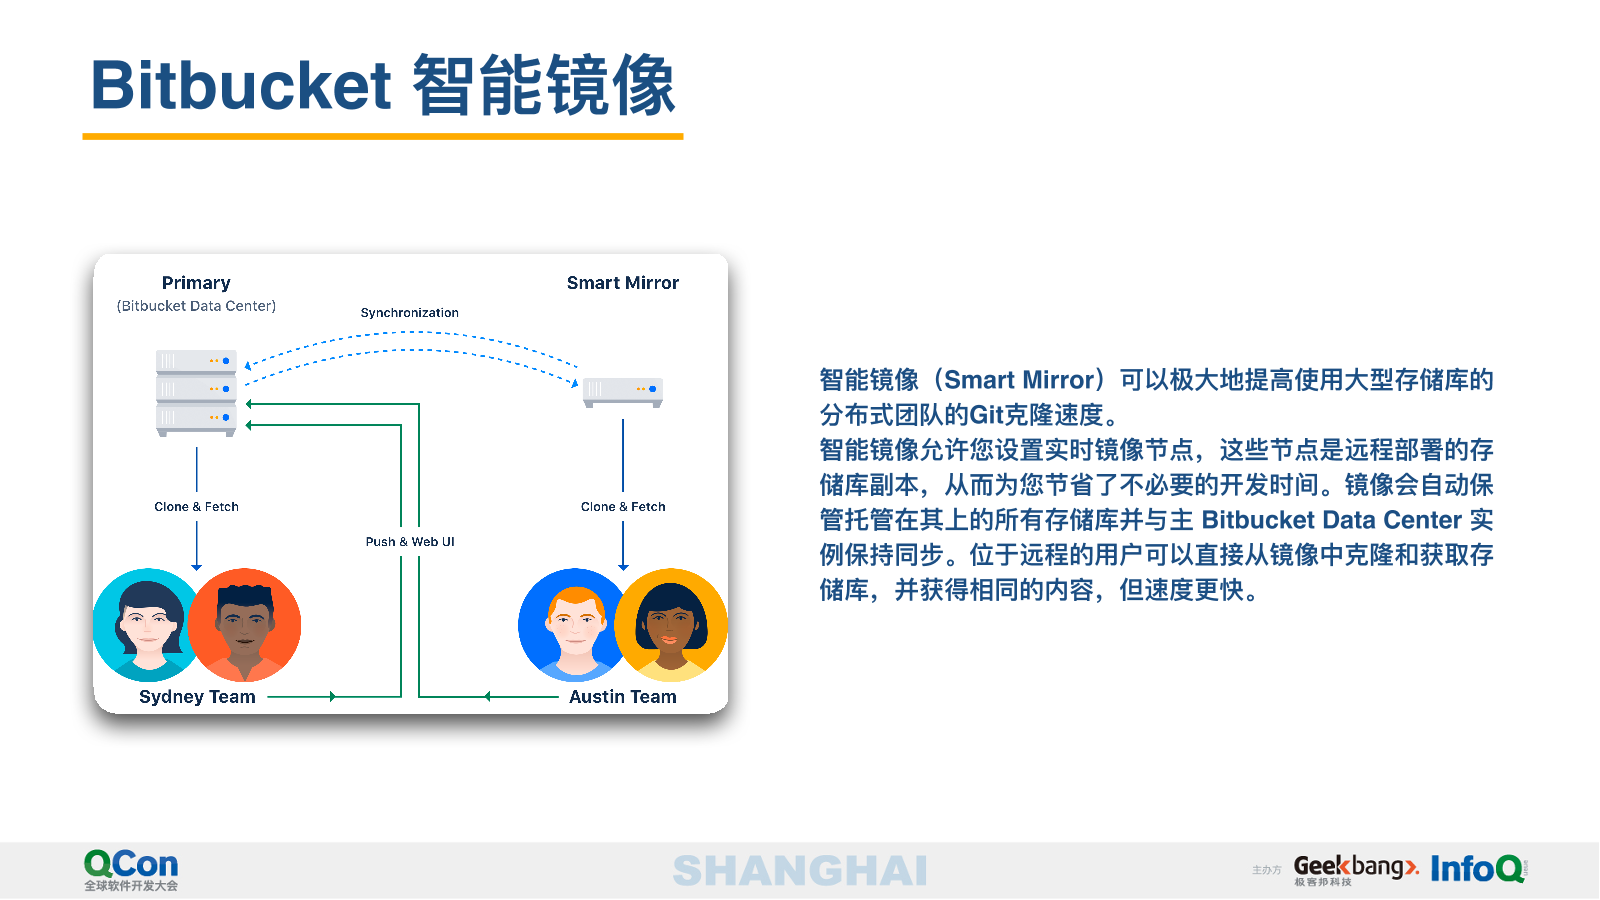 Bitbucket 智能镜像
Primary
(Bitbucket Data Center)
Smart Mirror
Synchronization
Clone & Fetch
Clone & Fetch
Push & Web UI
Sydney Team
Austin Team
智能镜像（Smart Mirror）可以极大地提高使用大型存储库的
分布式团队的Git克隆速度。
智能镜像允许您设置实时镜像节点，这些节点是远程部署的存
储库副本，从而为您节省了不必要的开发时间。镜像会自动保
管托管在其上的所有存储库并与主 Bitbucket Data Center 实
例保持同步。位于远程的用户可以直接从镜像中克隆和获取存
储库，并获得相同的内容，但速度更快。
QCon
全球软件开发大会
SHANGHAI
主办方
Geekbang
极客邦科技
InfoQ